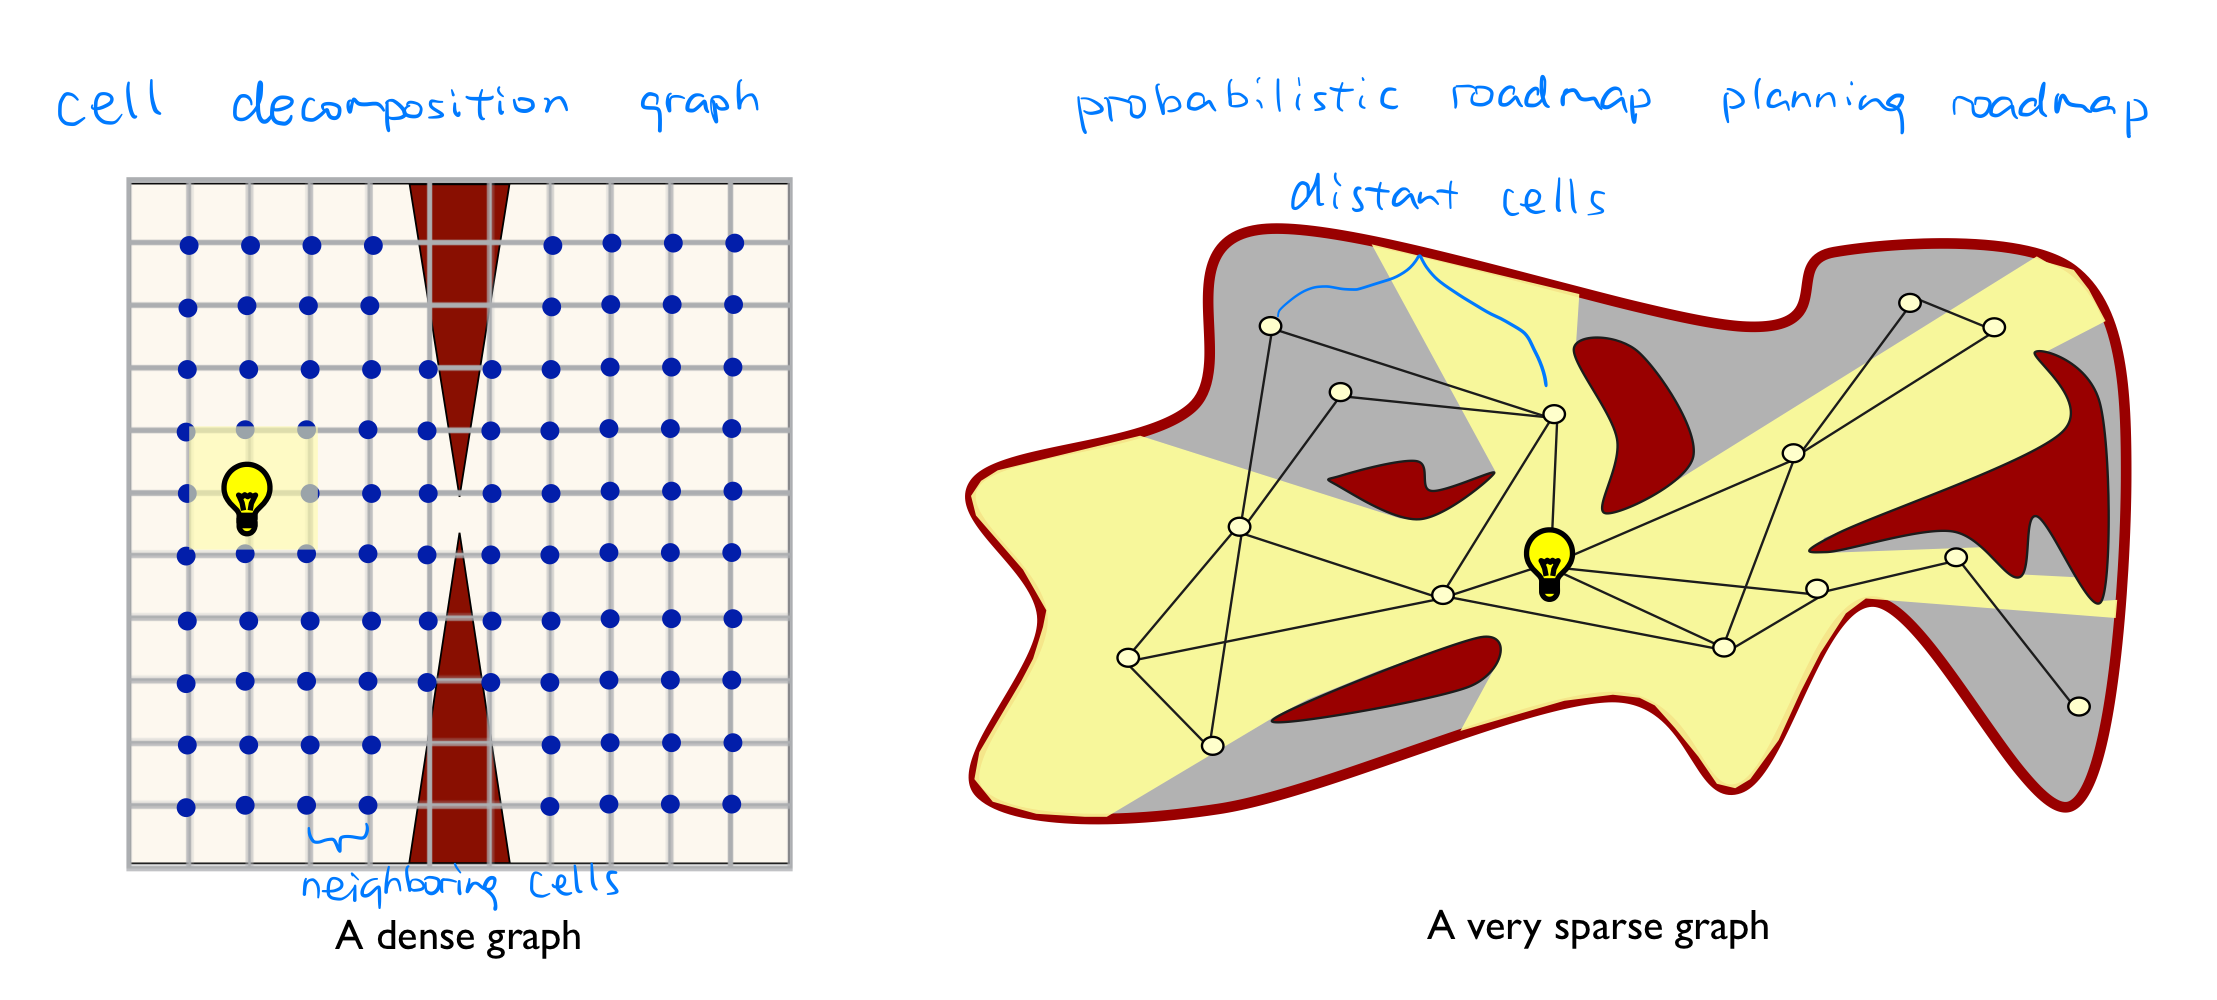 cell decomposition graph
neighboring cells
A dense graph
probabilistic roadmap planning roadmap
distant cells
A very sparse graph